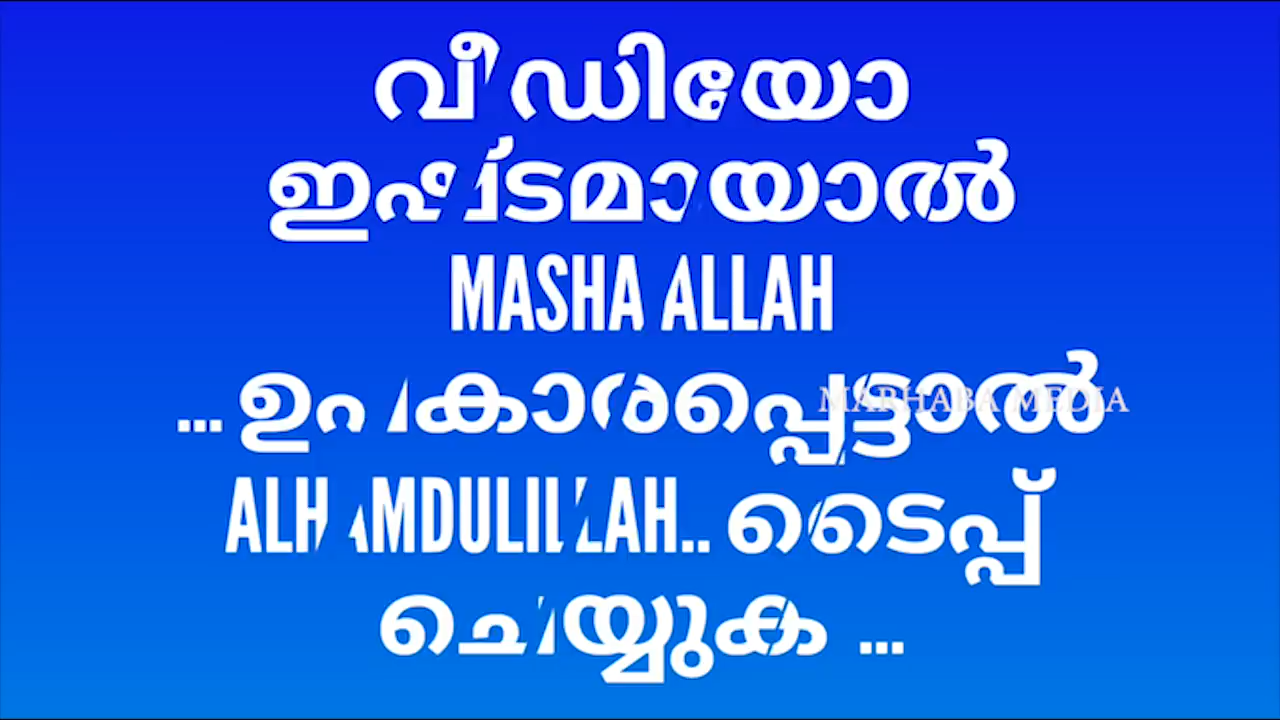 വീഡിയോ
ഇഷ്ടമായാൽ
MASHA ALLAH
... ഉപകാരപ്പെട്ടാൽ
MARHABA MEDIA
ALHAMDULILLAH.. ടൈപ്പ്
ചെയ്യുക ...